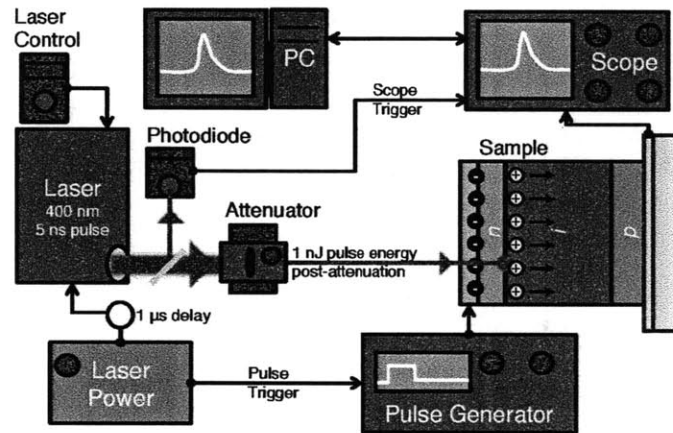 Laser
Control
PC
Scope
Scope
Trigger
Photodiode
Sample
Laser
400 nm
5 ns pulse
Attenuator
n
i
p
1 nJ pulse energy
post-attenuation
1 µs delay
Laser
Power
Pulse
Trigger
Pulse Generator